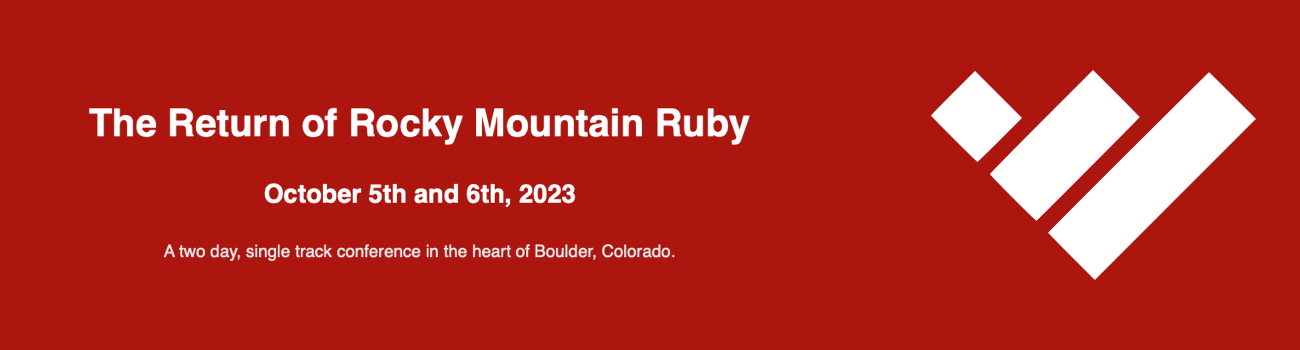 The Return of Rocky Mountain Ruby
October 5th and 6th, 2023
A two day, single track conference in the heart of Boulder, Colorado.